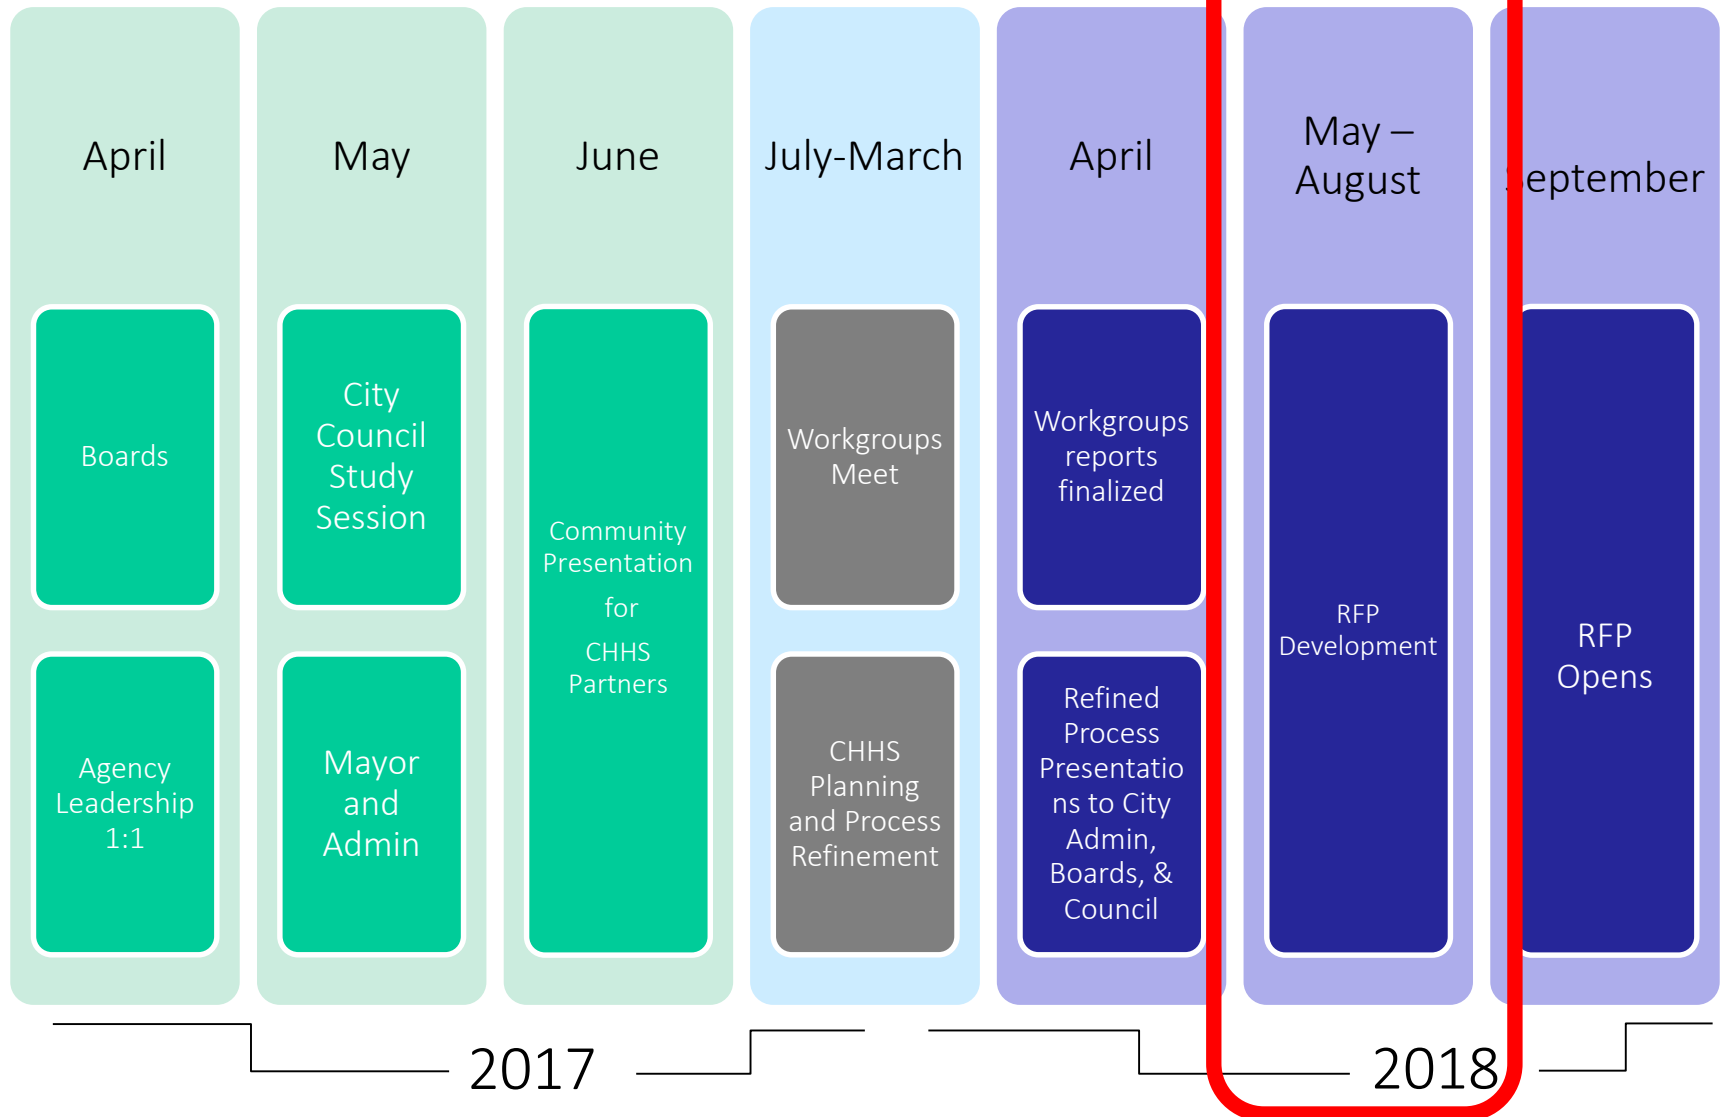 April
May
June
July-March
April
May –
August
September
Boards
Agency
Leadership
1:1
City
Council
Study
Session
Mayor
and
Admin
Community
Presentation
for
CHHS
Partners
Workgroups
Meet
CHHS
Planning
and Process
Refinement
Workgroups
reports
finalized
Refined
Process
Presentatio
ns to City
Admin,
Boards, &
Council
RFP
Development
RFP
Opens
2017
2018